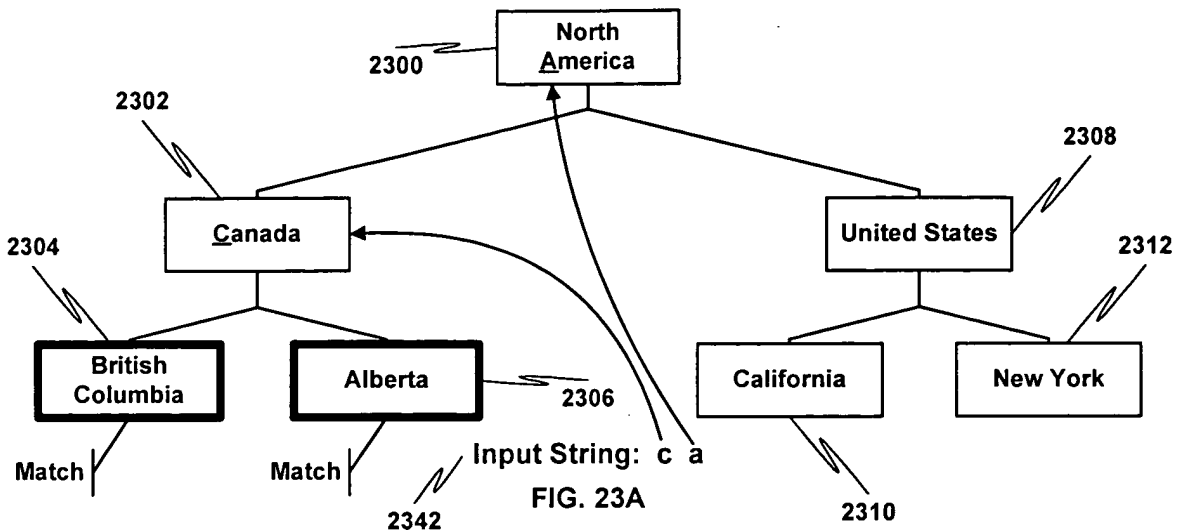 North
America
2300
2302
2308
Canada
United States
2304
2312
British
Columbia
Alberta
California
New York
2306
Match
Match
Input String: c a
FIG. 23A
2342
2310